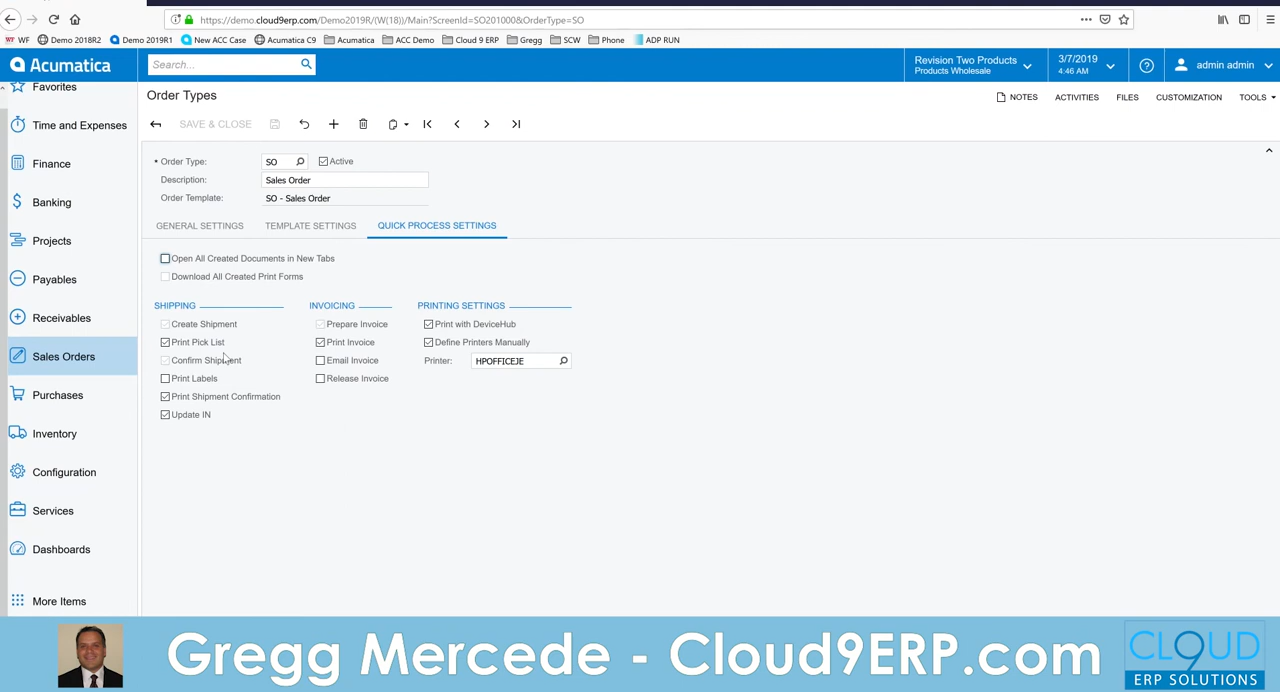 https://demo.cloud9erp.com/Demo2019R/(W(18))/Main?ScreenId=SO201000&OrderType=SO
WF Demo 2018R2 Demo 2019R1 New ACC Case Acumatica C9 Acumatica ACC Demo Cloud 9 ERP Gregg SCW Phone ADP RUN
Acumatica
Search...
Revision Two Products
Products Wholesale
3/7/2019
4:46 AM
admin admin
Favorites
Time and Expenses
Finance
Banking
Projects
Payables
Receivables
Sales Orders
Purchases
Inventory
Configuration
Services
Dashboards
More Items
Order Types
NOTES ACTIVITIES FILES CUSTOMIZATION TOOLS
SAVE & CLOSE
* Order Type: SO Active
Description: Sales Order
Order Template: SO - Sales Order
GENERAL SETTINGS TEMPLATE SETTINGS QUICK PROCESS SETTINGS
Open All Created Documents in New Tabs
Download All Created Print Forms
SHIPPING
Create Shipment
Print Pick List
Confirm Shipment
Print Labels
Print Shipment Confirmation
Update IN
INVOICING
Prepare Invoice
Print Invoice
Email Invoice
Release Invoice
PRINTING SETTINGS
Print with DeviceHub
Define Printers Manually
Printer: HPOFFICEJE
Gregg Mercede - Cloud9ERP.com
CLOUD9
ERP SOLUTIONS